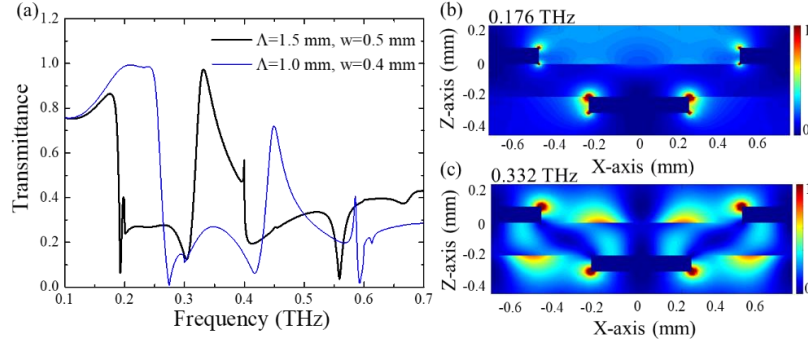 (a)
Λ=1.5 mm, w=0.5 mm
Λ=1.0 mm, w=0.4 mm
Transmittance
1.2
1.0
0.8
0.6
0.4
0.2
0.0
0.1 0.2 0.3 0.4 0.5 0.6 0.7
Frequency (THz)
(b)
0.176 THz
Z-axis (mm)
0.2
0
-0.2
-0.4
-0.6 -0.4 -0.2 0 0.2 0.4 0.6
X-axis (mm)
1
0
(c)
0.332 THz
Z-axis (mm)
0.2
0
-0.2
-0.4
-0.6 -0.4 -0.2 0 0.2 0.4 0.6
X-axis (mm)
1
0